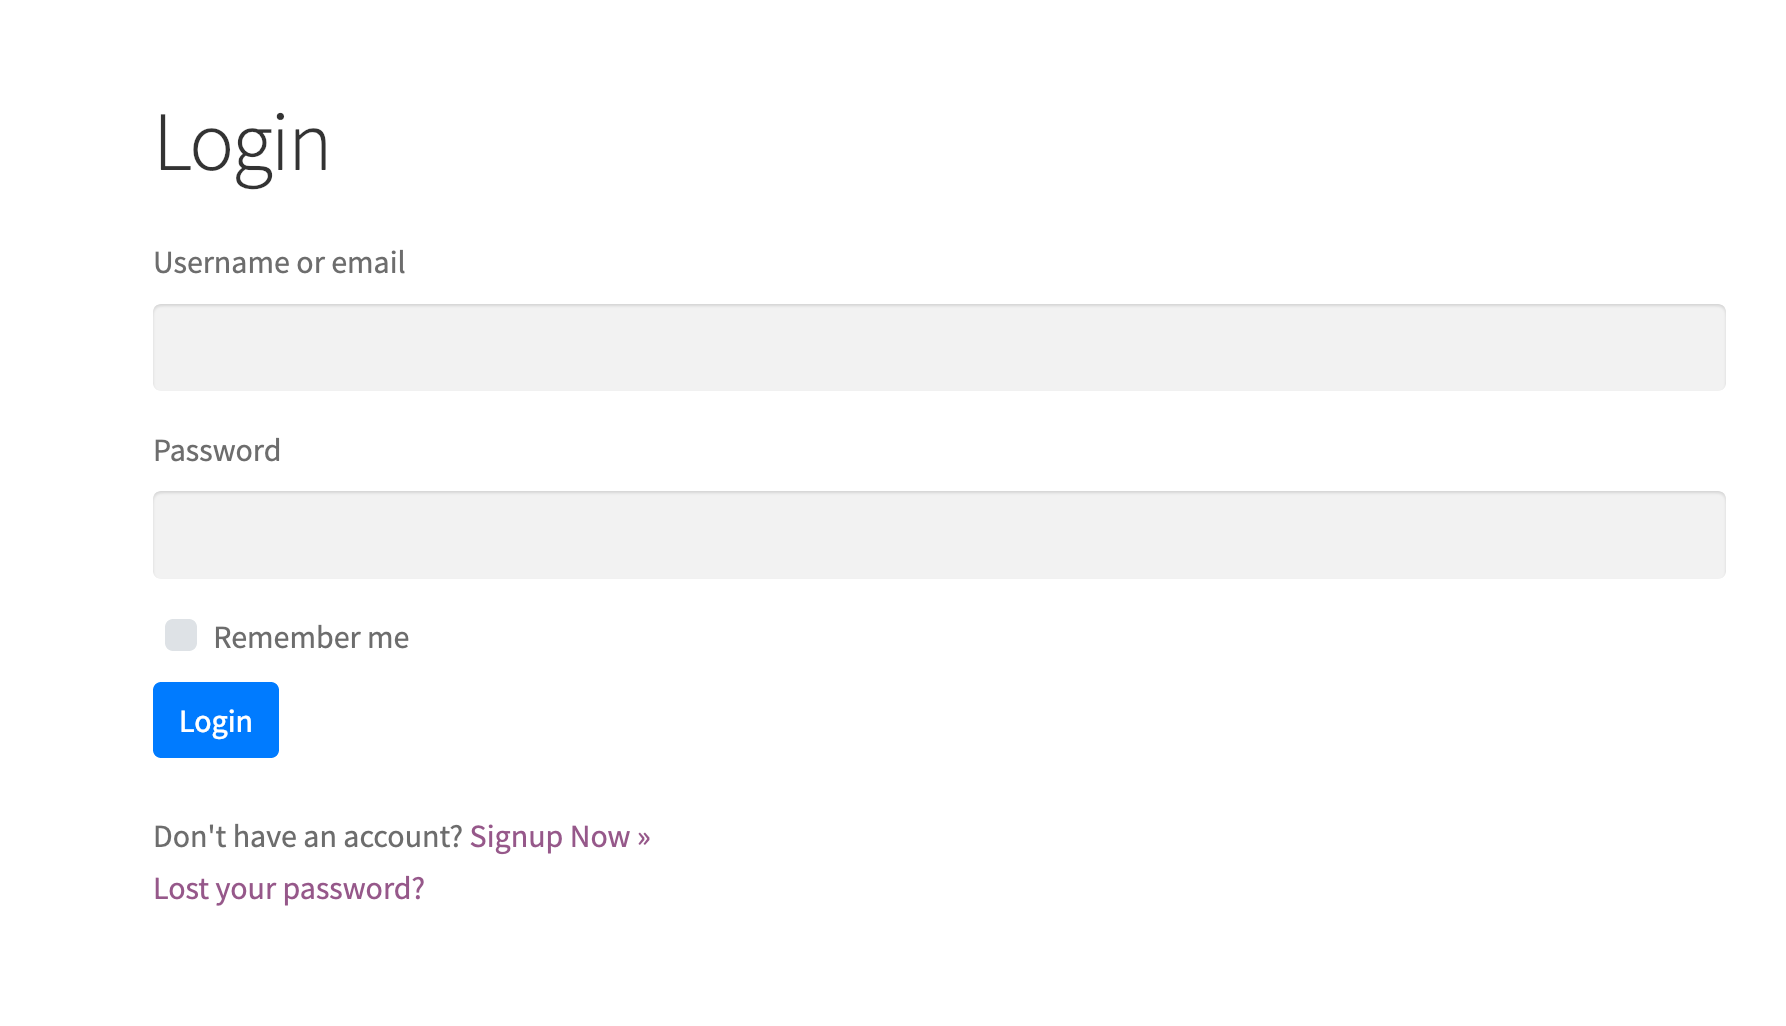 Login
Username or email
Password
Remember me
Login
Don't have an account? Signup Now »
Lost your password?